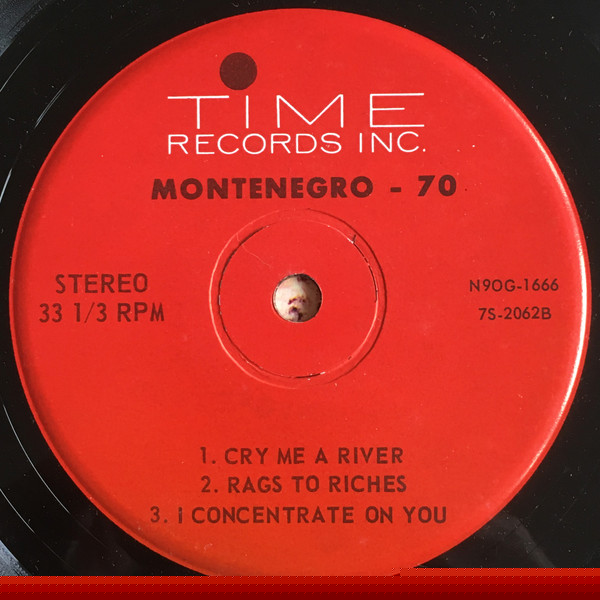 TiME
RECORDS INC.
MONTENEGRO - 70
STEREO
33 1/3 RPM
N9OG-1666
7S-2062B
1. CRY ME A RIVER
2. RAGS TO RICHES
3. i CONCENTRATE ON YOU